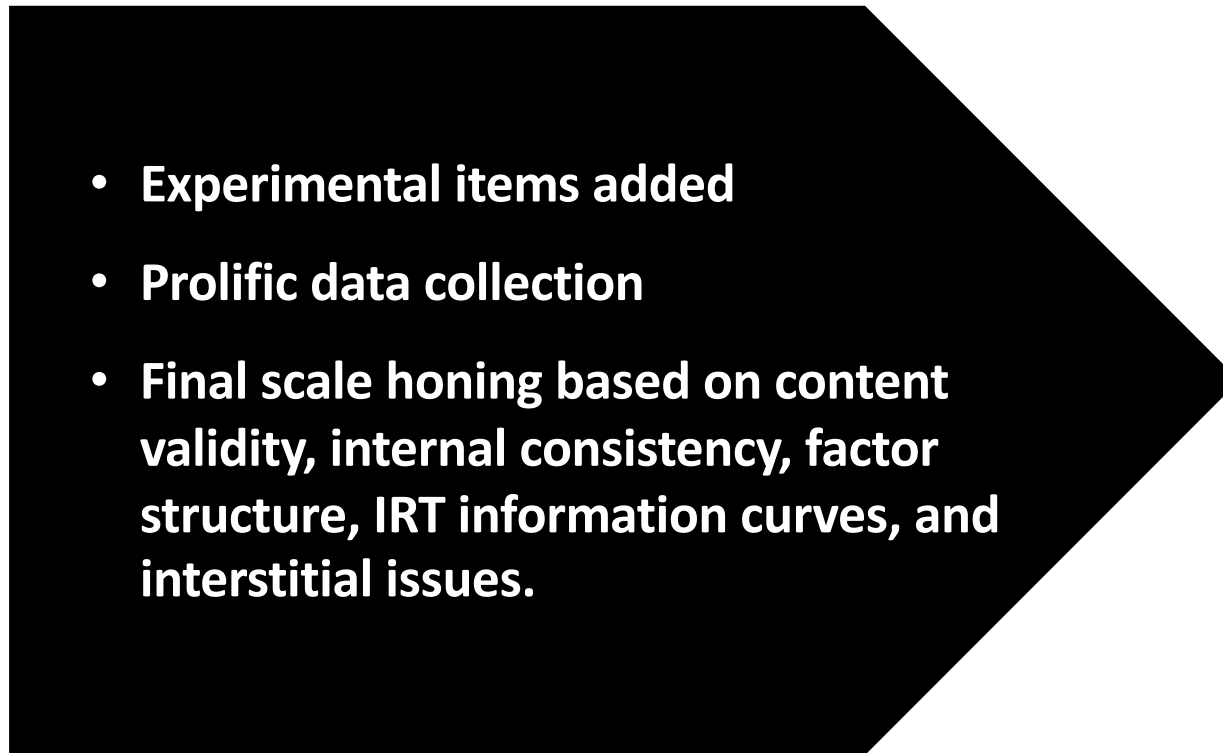 • Experimental items added
• Prolific data collection
• Final scale honing based on content
validity, internal consistency, factor
structure, IRT information curves, and
interstitial issues.